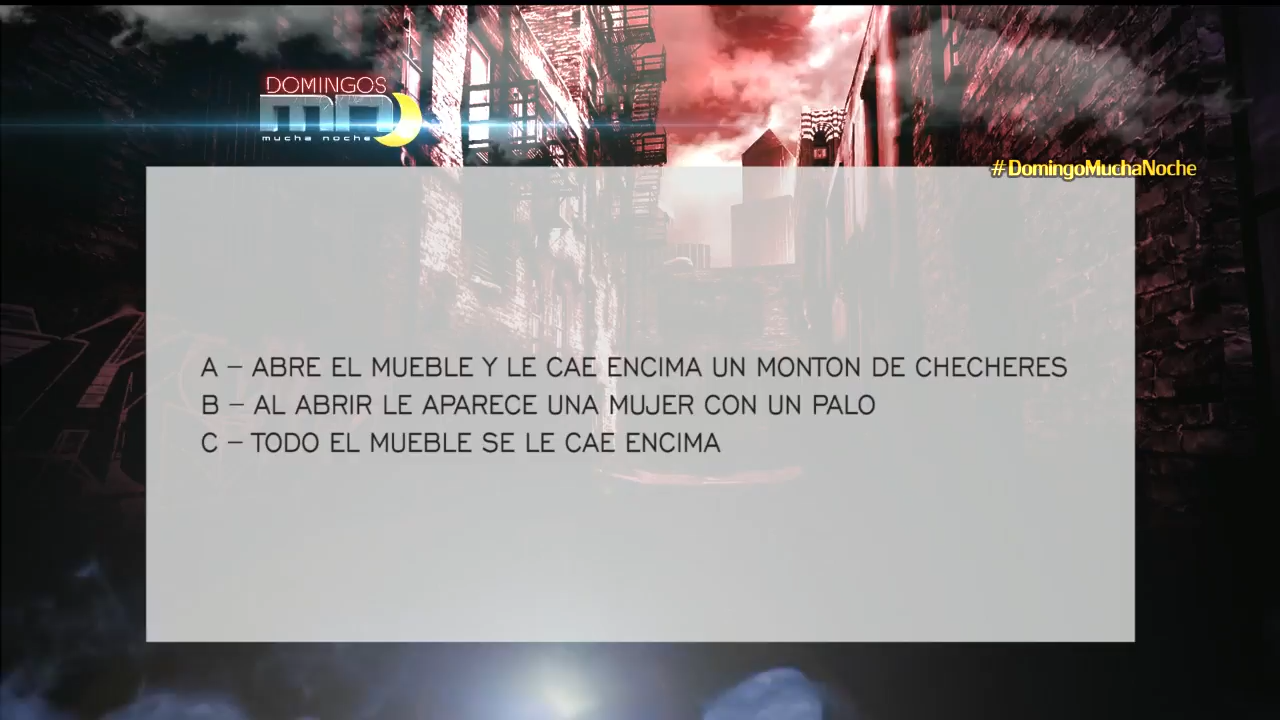 DOMINGOS
mn
mucha noche
#DomingoMuchaNoche
A – ABRE EL MUEBLE Y LE CAE ENCIMA UN MONTON DE CHECHERES
B – AL ABRIR LE APARECE UNA MUJER CON UN PALO
C – TODO EL MUEBLE SE LE CAE ENCIMA